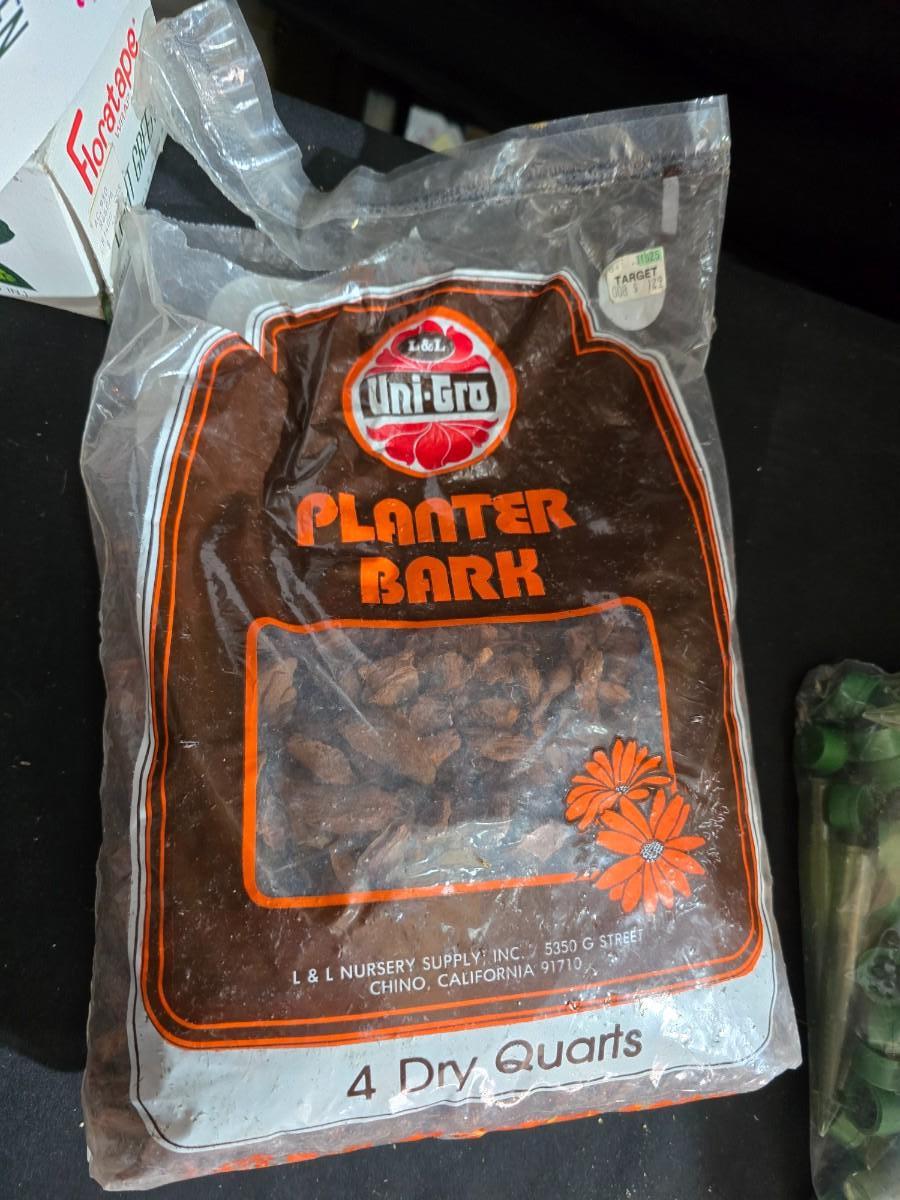 Floratape
TARGET
L&L
Uni-Gro
PLANTER
BARK
L & L NURSERY SUPPLY, INC. 5350 G STREET
CHINO, CALIFORNIA 91710
4 Dry Quarts